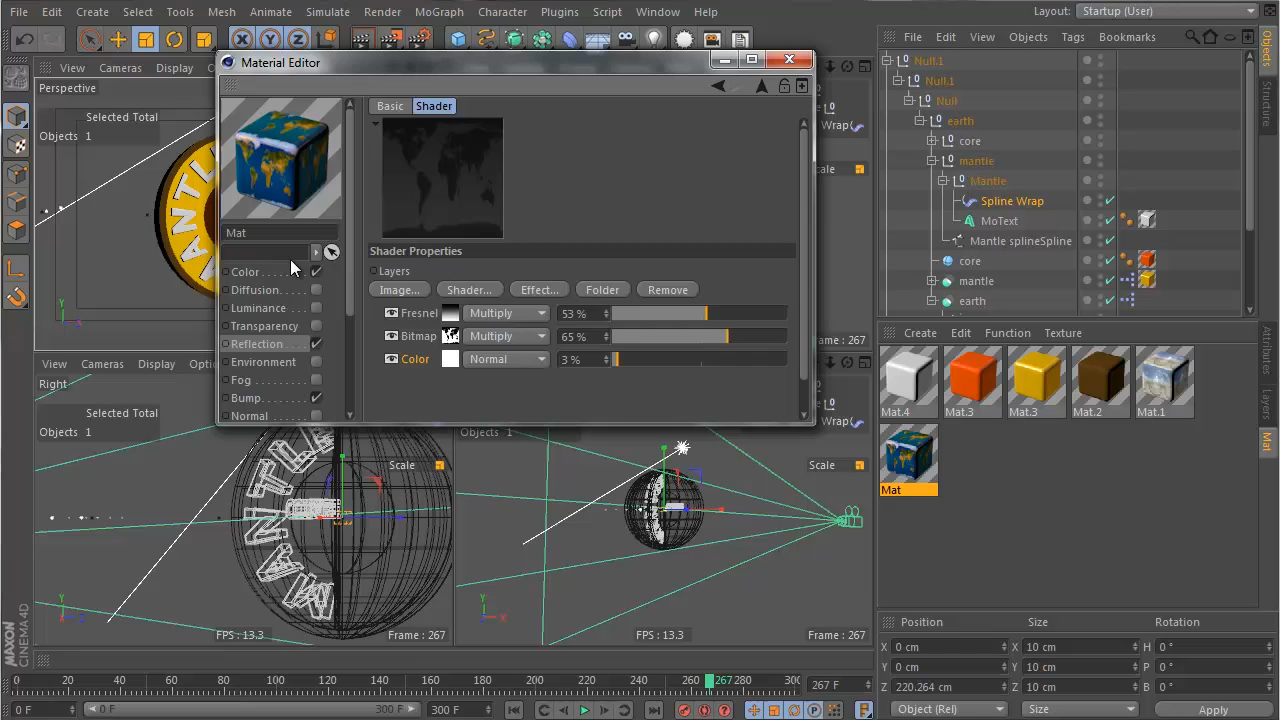 File Edit Create Select Tools Mesh Animate Simulate Render MoGraph Character Plugins Script Window Help
Layout: Startup (User)
View Cameras Display
Perspective
Selected Total
Objects 1
Material Editor
Basic Shader
Mat
Color
Diffusion
Luminance
Transparency
Reflection
Environment
Fog
Bump
Normal
Shader Properties
Layers
Image... Shader... Effect... Folder Remove
Fresnel Multiply 53 %
Bitmap Multiply 65 %
Color Normal 3 %
Wrap(
Frame : 267
Wrap(
View Cameras Display
Right
Selected Total
Objects 1
Scale
FPS : 13.3
Frame : 267
Objects 1
Scale
FPS : 13.3
Frame : 267
MANTLE
File Edit View Objects Tags Bookmarks
Null.1
Null.1
Null
earth
core
mantle
Mantle
Spline Wrap
MoText
Mantle splineSpline
core
mantle
earth
Objects
Structure
Attributes
Layers
Mat
Create Edit Function Texture
Mat.4 Mat.3 Mat.3 Mat.2 Mat.1
Mat
Position Size Rotation
X 0 cm X 10 cm H 0 °
Y 0 cm Y 10 cm P 0 °
Z 220.264 cm Z 10 cm B 0 °
Object (Rel) Size Apply
0 20 40 60 80 100 120 140 160 180 200 220 240 260 267 280 300 267 F
0 F 0 F 300 F 300 F
MAXON
CINEMA 4D